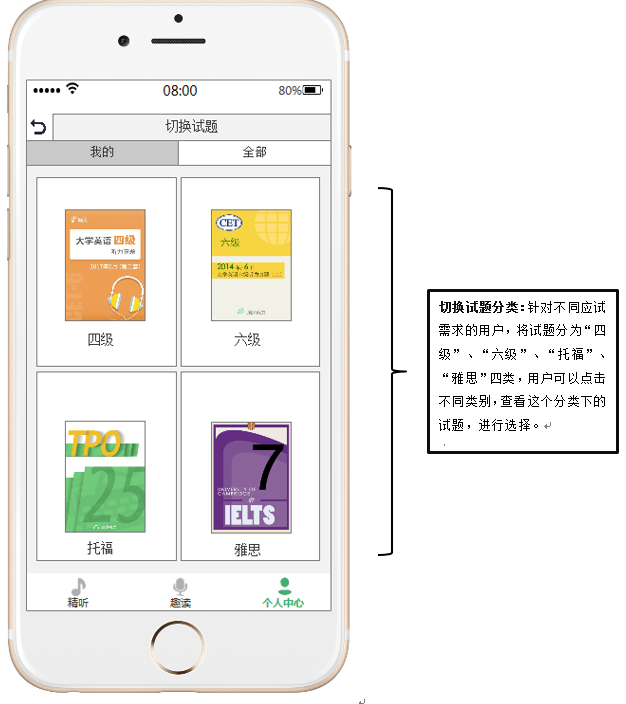 08:00
80%
切换试题
我的
全部
大学英语 四级
听力真题
CET
六级
2014年6月
四级
六级
TPO
25
7
UNIVERSITY OF
CAMBRIDGE
IELTS
托福
雅思
精听
趣读
个人中心
切换试题分类：针对不同应试
需求的用户，将试题分为“四
级”、“六级”、“托福”、
“雅思”四类，用户可以点击
不同类别，查看这个分类下的
试题，进行选择。